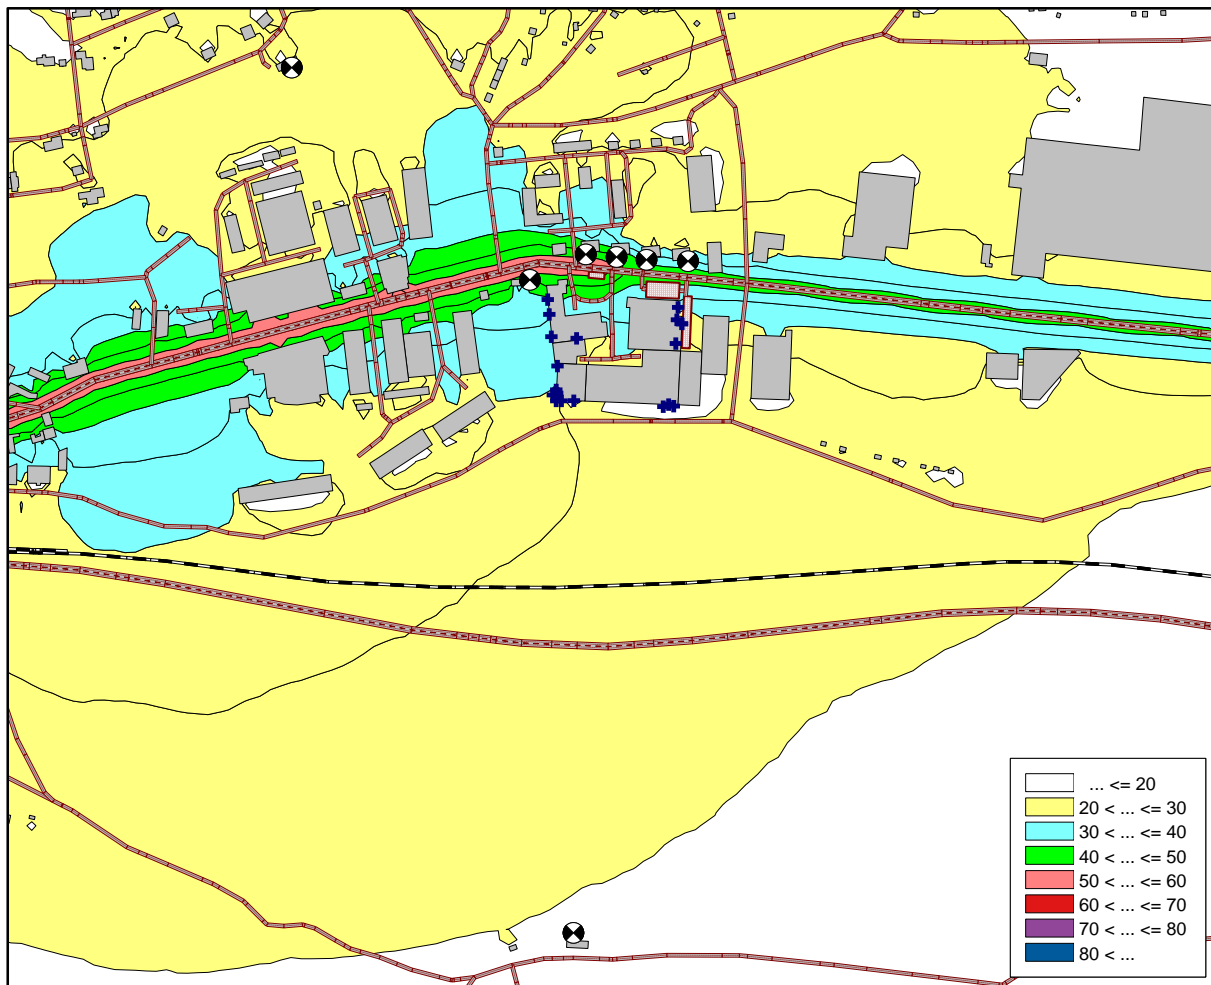 ... <= 20
20 < ... <= 30
30 < ... <= 40
40 < ... <= 50
50 < ... <= 60
60 < ... <= 70
70 < ... <= 80
80 < ...